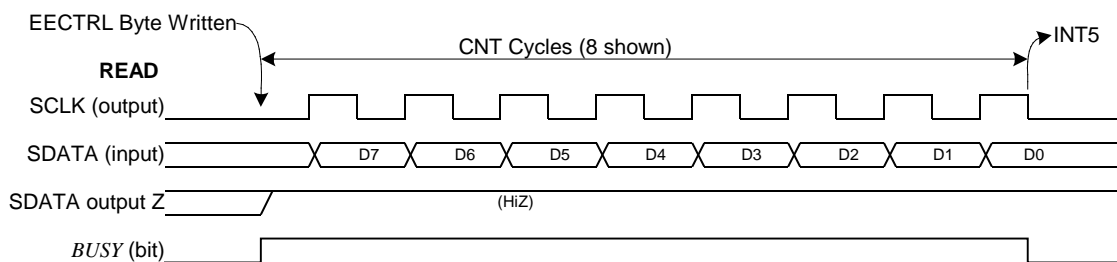 EECTRL Byte Written
CNT Cycles (8 shown)
INT5
READ
SCLK (output)
SDATA (input)
D7 D6 D5 D4 D3 D2 D1 D0
SDATA output Z
(HiZ)
BUSY (bit)